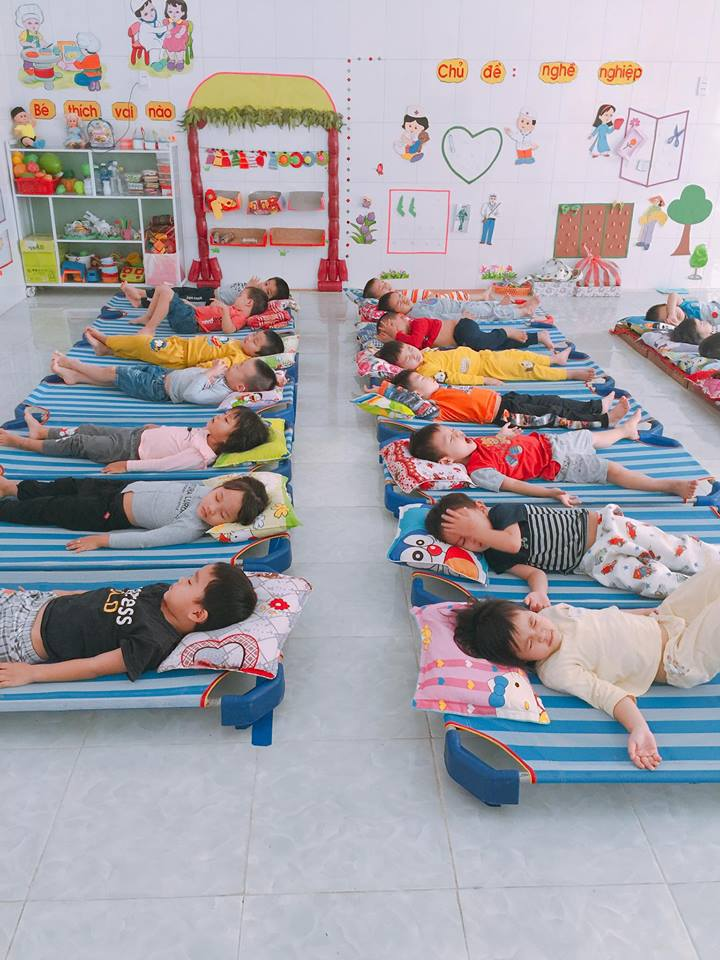 Chủ đề : nghề nghiệp
Bé thích vai nào